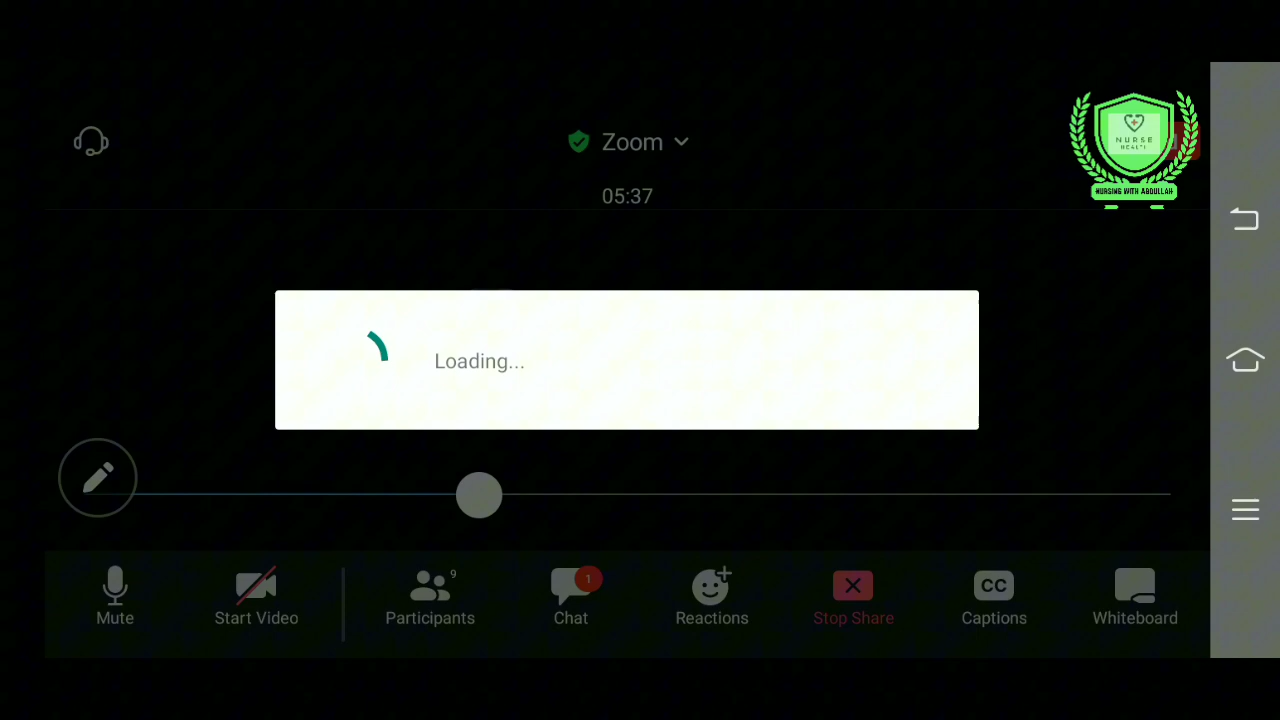 Zoom
05:37
NURSE
HEALTH
NURSING WITH ABDULLAH
Loading...
9
1
Mute
Start Video
Participants
Chat
Reactions
Stop Share
CC
Captions
Whiteboard